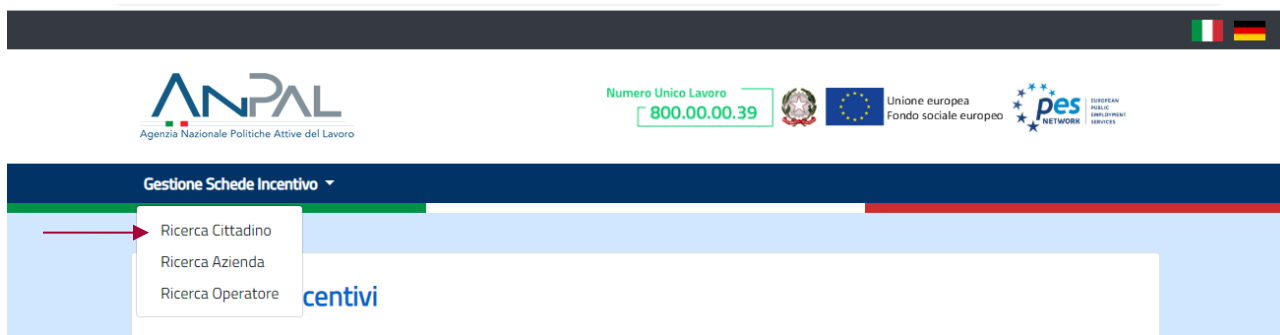 ANPAL
Agenzia Nazionale Politiche Attive del Lavoro
Numero Unico Lavoro
800.00.00.39
Unione europea
Fondo sociale europeo
pes
NETWORK
EUROPEAN
PUBLIC
EMPLOYMENT
SERVICES
Gestione Schede Incentivo
Ricerca Cittadino
Ricerca Azienda
Ricerca Operatore
centivi